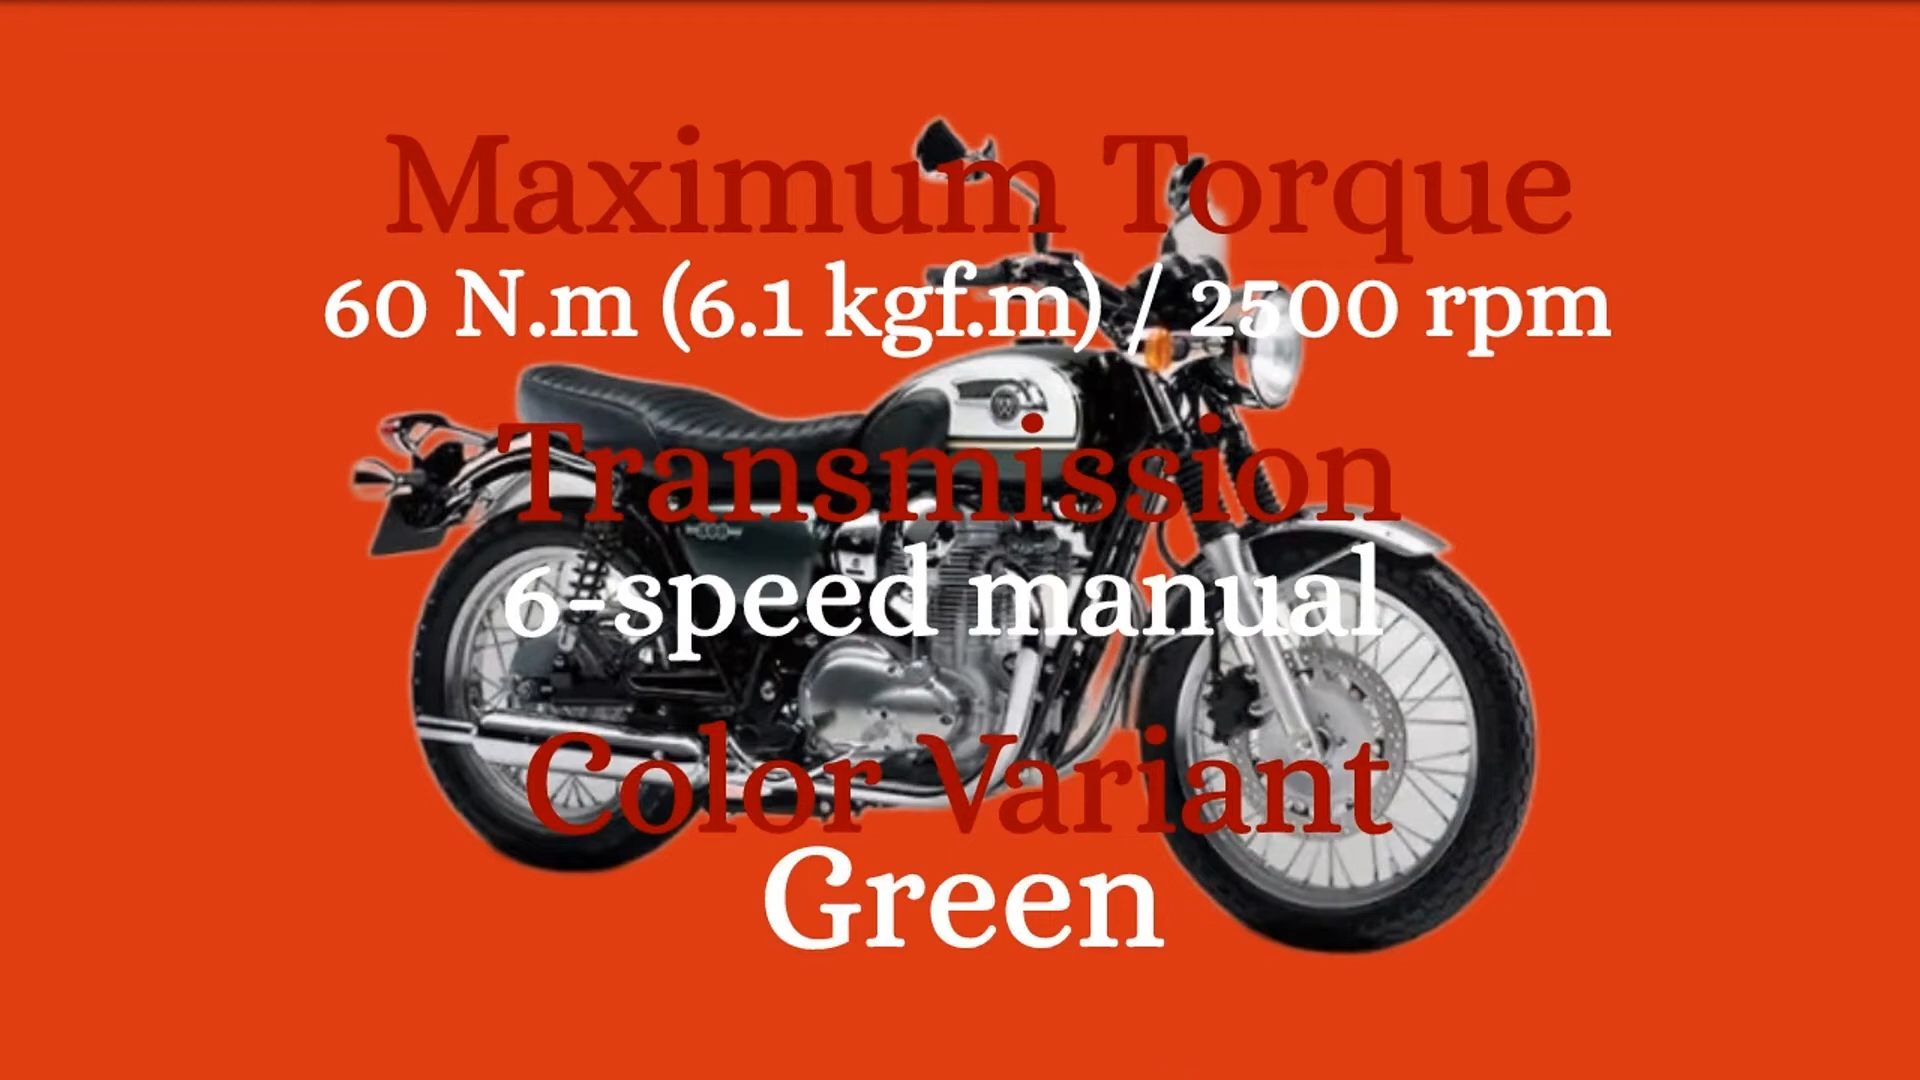 Maximum Torque
60 N.m (6.1 kgf.m) / 2500 rpm
Transmission
6-speed manual
Color Variant
Green